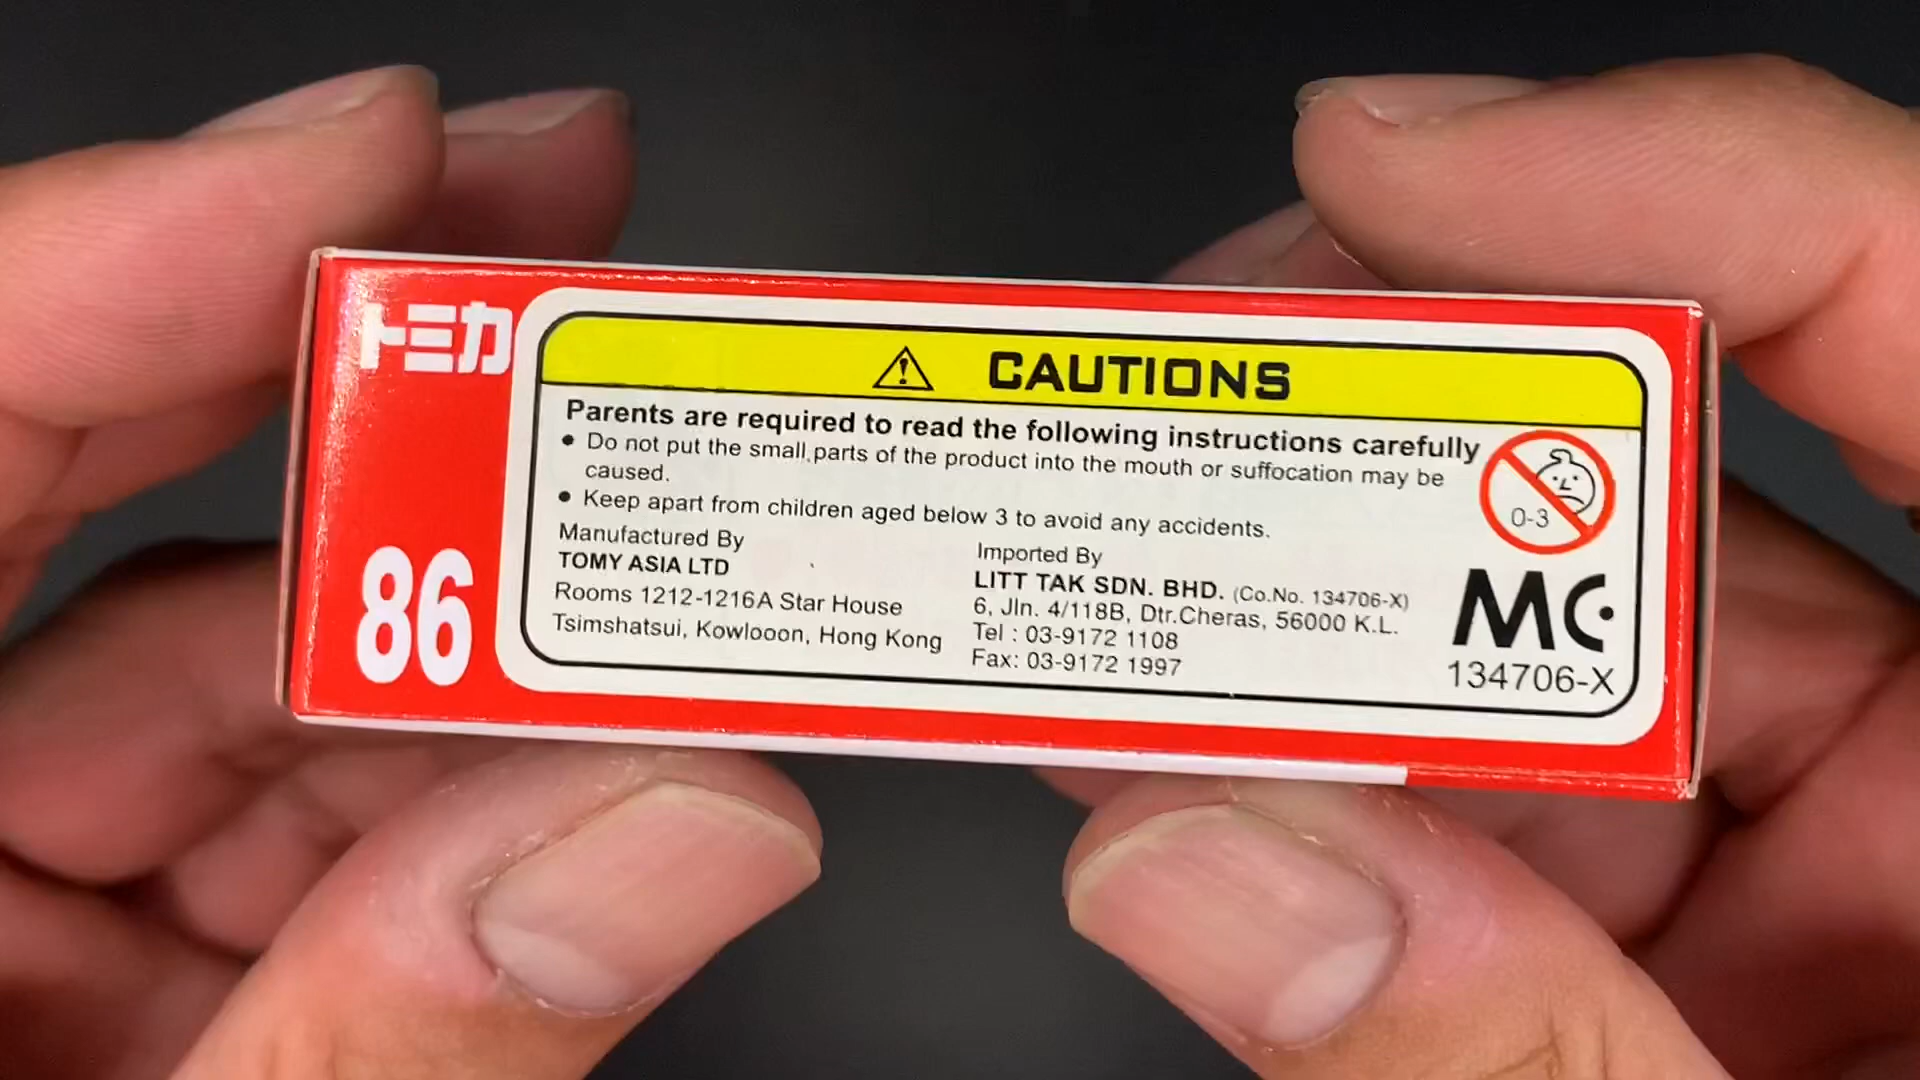 トミカ
86
CAUTIONS
Parents are required to read the following instructions carefully
• Do not put the small parts of the product into the mouth or suffocation may be
caused.
• Keep apart from children aged below 3 to avoid any accidents.
Manufactured By
TOMY ASIA LTD
Rooms 1212-1216A Star House
Tsimshatsui, Kowlooon, Hong Kong
Imported By
LITT TAK SDN. BHD. (Co.No. 134706-X)
6, Jln. 4/118B, Dtr.Cheras, 56000 K.L.
Tel : 03-9172 1108
Fax: 03-9172 1997
0-3
MC
134706-X